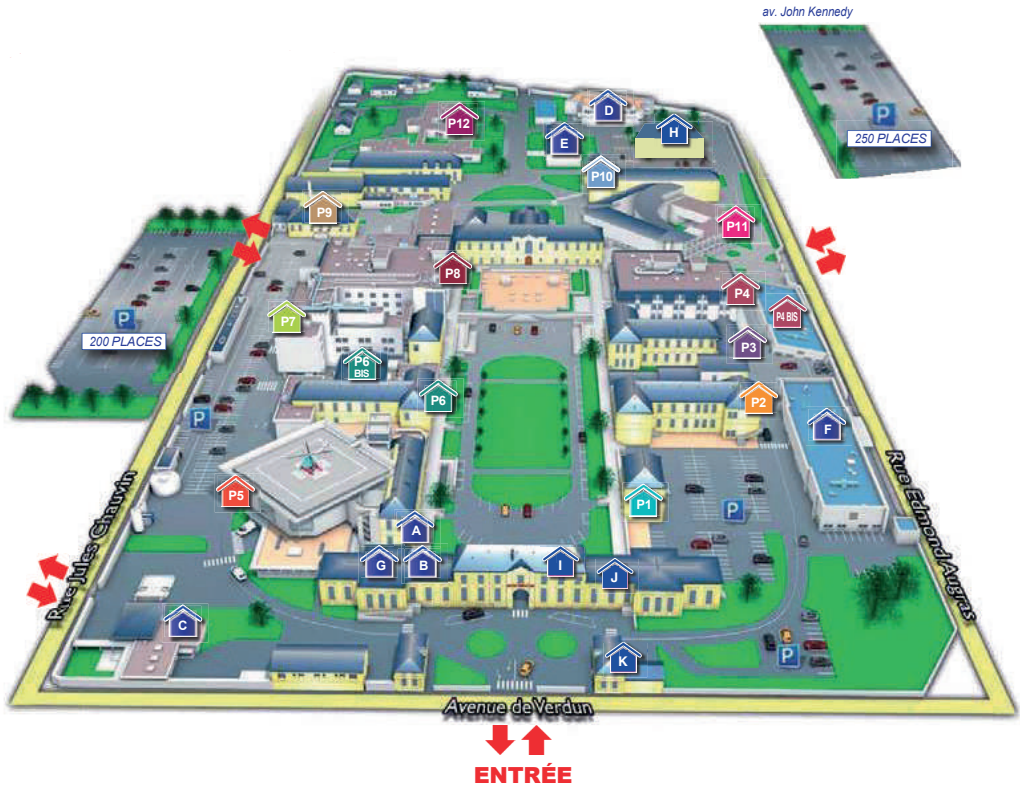 av. John Kennedy
D
P12
P
H
E
250 PLACES
P10
P9
P11
P8
P4
P7
P4 BIS
P
200 PLACES
P3
P6
BIS
P6
P2
P
F
P5
P1
P
A
G
B
I
J
C
K
P
Rue Jules Chauvin
Rue Edmond Augras
Avenue de Verdun
ENTRÉE